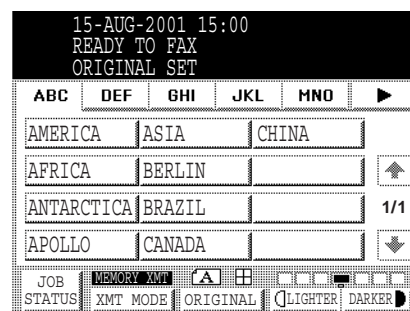 15-AUG-2001 15:00
READY TO FAX
ORIGINAL SET
ABC DEF GHI JKL MNO
AMERICA ASIA CHINA
AFRICA BERLIN
ANTARCTICA BRAZIL 1/1
APOLLO CANADA
JOB STATUS
MEMORY XMT A
XMT MODE ORIGINAL LIGHTER DARKER